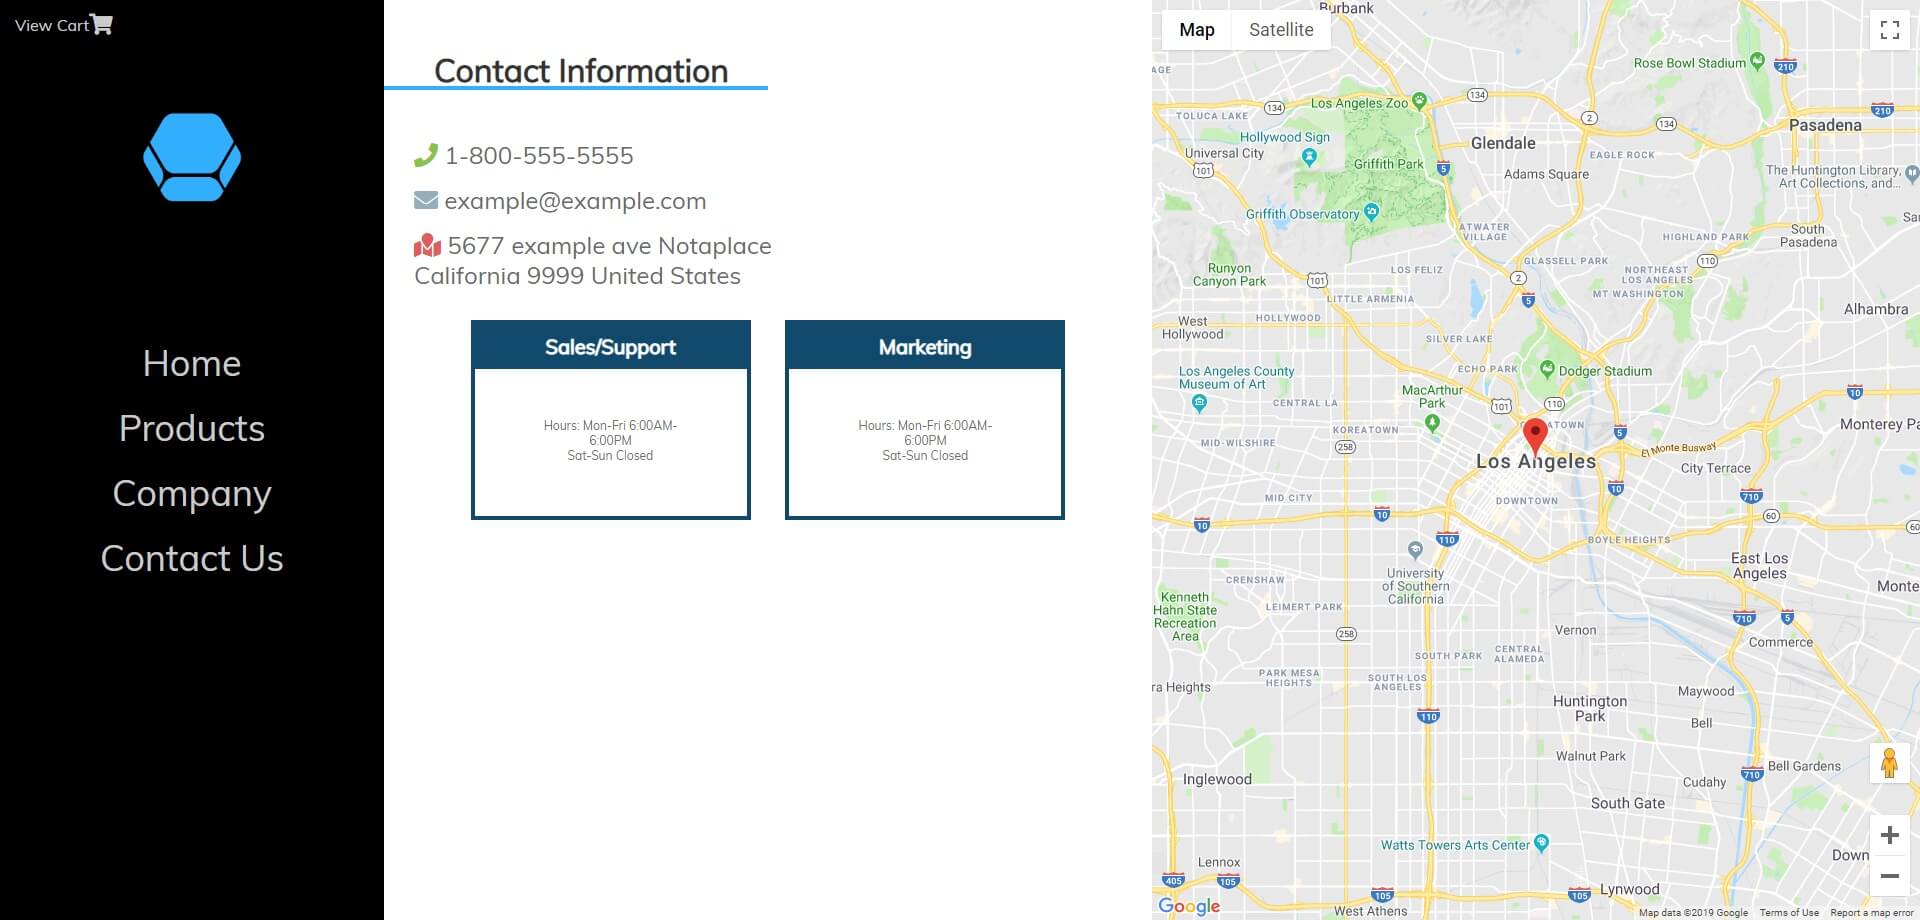 View Cart
Home
Products
Company
Contact Us
Contact Information
1-800-555-5555
example@example.com
5677 example ave Notaplace
California 9999 United States
Sales/Support
Hours: Mon-Fri 6:00AM-
6:00PM
Sat-Sun Closed
Marketing
Hours: Mon-Fri 6:00AM-
6:00PM
Sat-Sun Closed
Map
Satellite
Burbank
Rose Bowl Stadium
210
AGE
134
Los Angeles Zoo
134
2
134
210
TOLUCA LAKE
Pasadena
Hollywood Sign
Glendale
Universal City
EAGLE ROCK
101
Griffith Park
5
Adams Square
The Huntington Library,
Art Collections, and...
Griffith Observatory
ATWATER
VILLAGE
HIGHLAND PARK
South
Pasadena
GLASSELL PARK
110
Runyon
Canyon Park
101
LOS FELIZ
2
NORTHEAST
LOS ANGELES
MT WASHINGTON
LITTLE ARMENIA
5
Alhambra
West
Hollywood
HOLLYWOOD
SILVER LAKE
Los Angeles County
Museum of Art
ECHO PARK
Dodger Stadium
MacArthur
Park
10
CENTRAL LA
101
110
KOREATOWN
5
Monterey Pa
MID-WILSHIRE
258
El Monte Busway
Los Angeles
City Terrace
10
710
MID CITY
DOWNTOWN
10
10
60
60
110
BOYLE HEIGHTS
East Los
Angeles
University
of Southern
California
CRENSHAW
Monte
Kenneth
Hahn State
Recreation
Area
LEIMERT PARK
710
5
258
Vernon
Commerce
SOUTH PARK
CENTRAL
ALAMEDA
PARK MESA
HEIGHTS
SOUTH LOS
ANGELES
ra Heights
Maywood
Huntington
Park
110
Bell
Walnut Park
Bell Gardens
Inglewood
710
Cudahy
South Gate
Watts Towers Arts Center
Lennox
Down
405
105
105
105
Lynwood
West Athens
Google
Map data ©2019 Google
Terms of Use
Report a map error